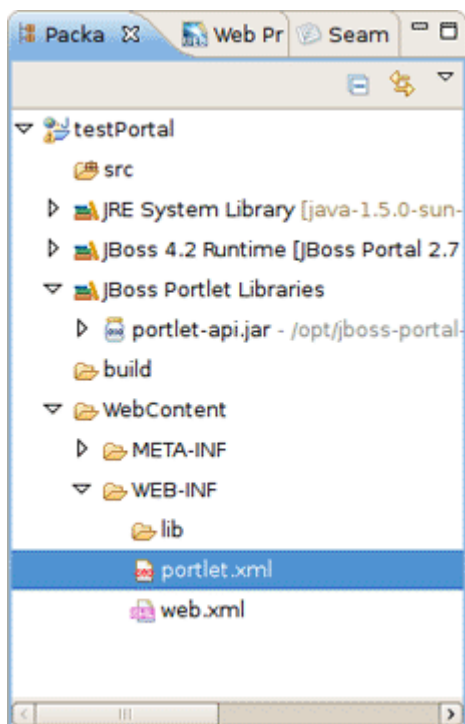 Packa Web Pr Seam
testPortal
src
JRE System Library [java-1.5.0-sun-
JBoss 4.2 Runtime [JBoss Portal 2.7
JBoss Portlet Libraries
portlet-api.jar - /opt/jboss-portal-
build
WebContent
META-INF
WEB-INF
lib
portlet.xml
web.xml